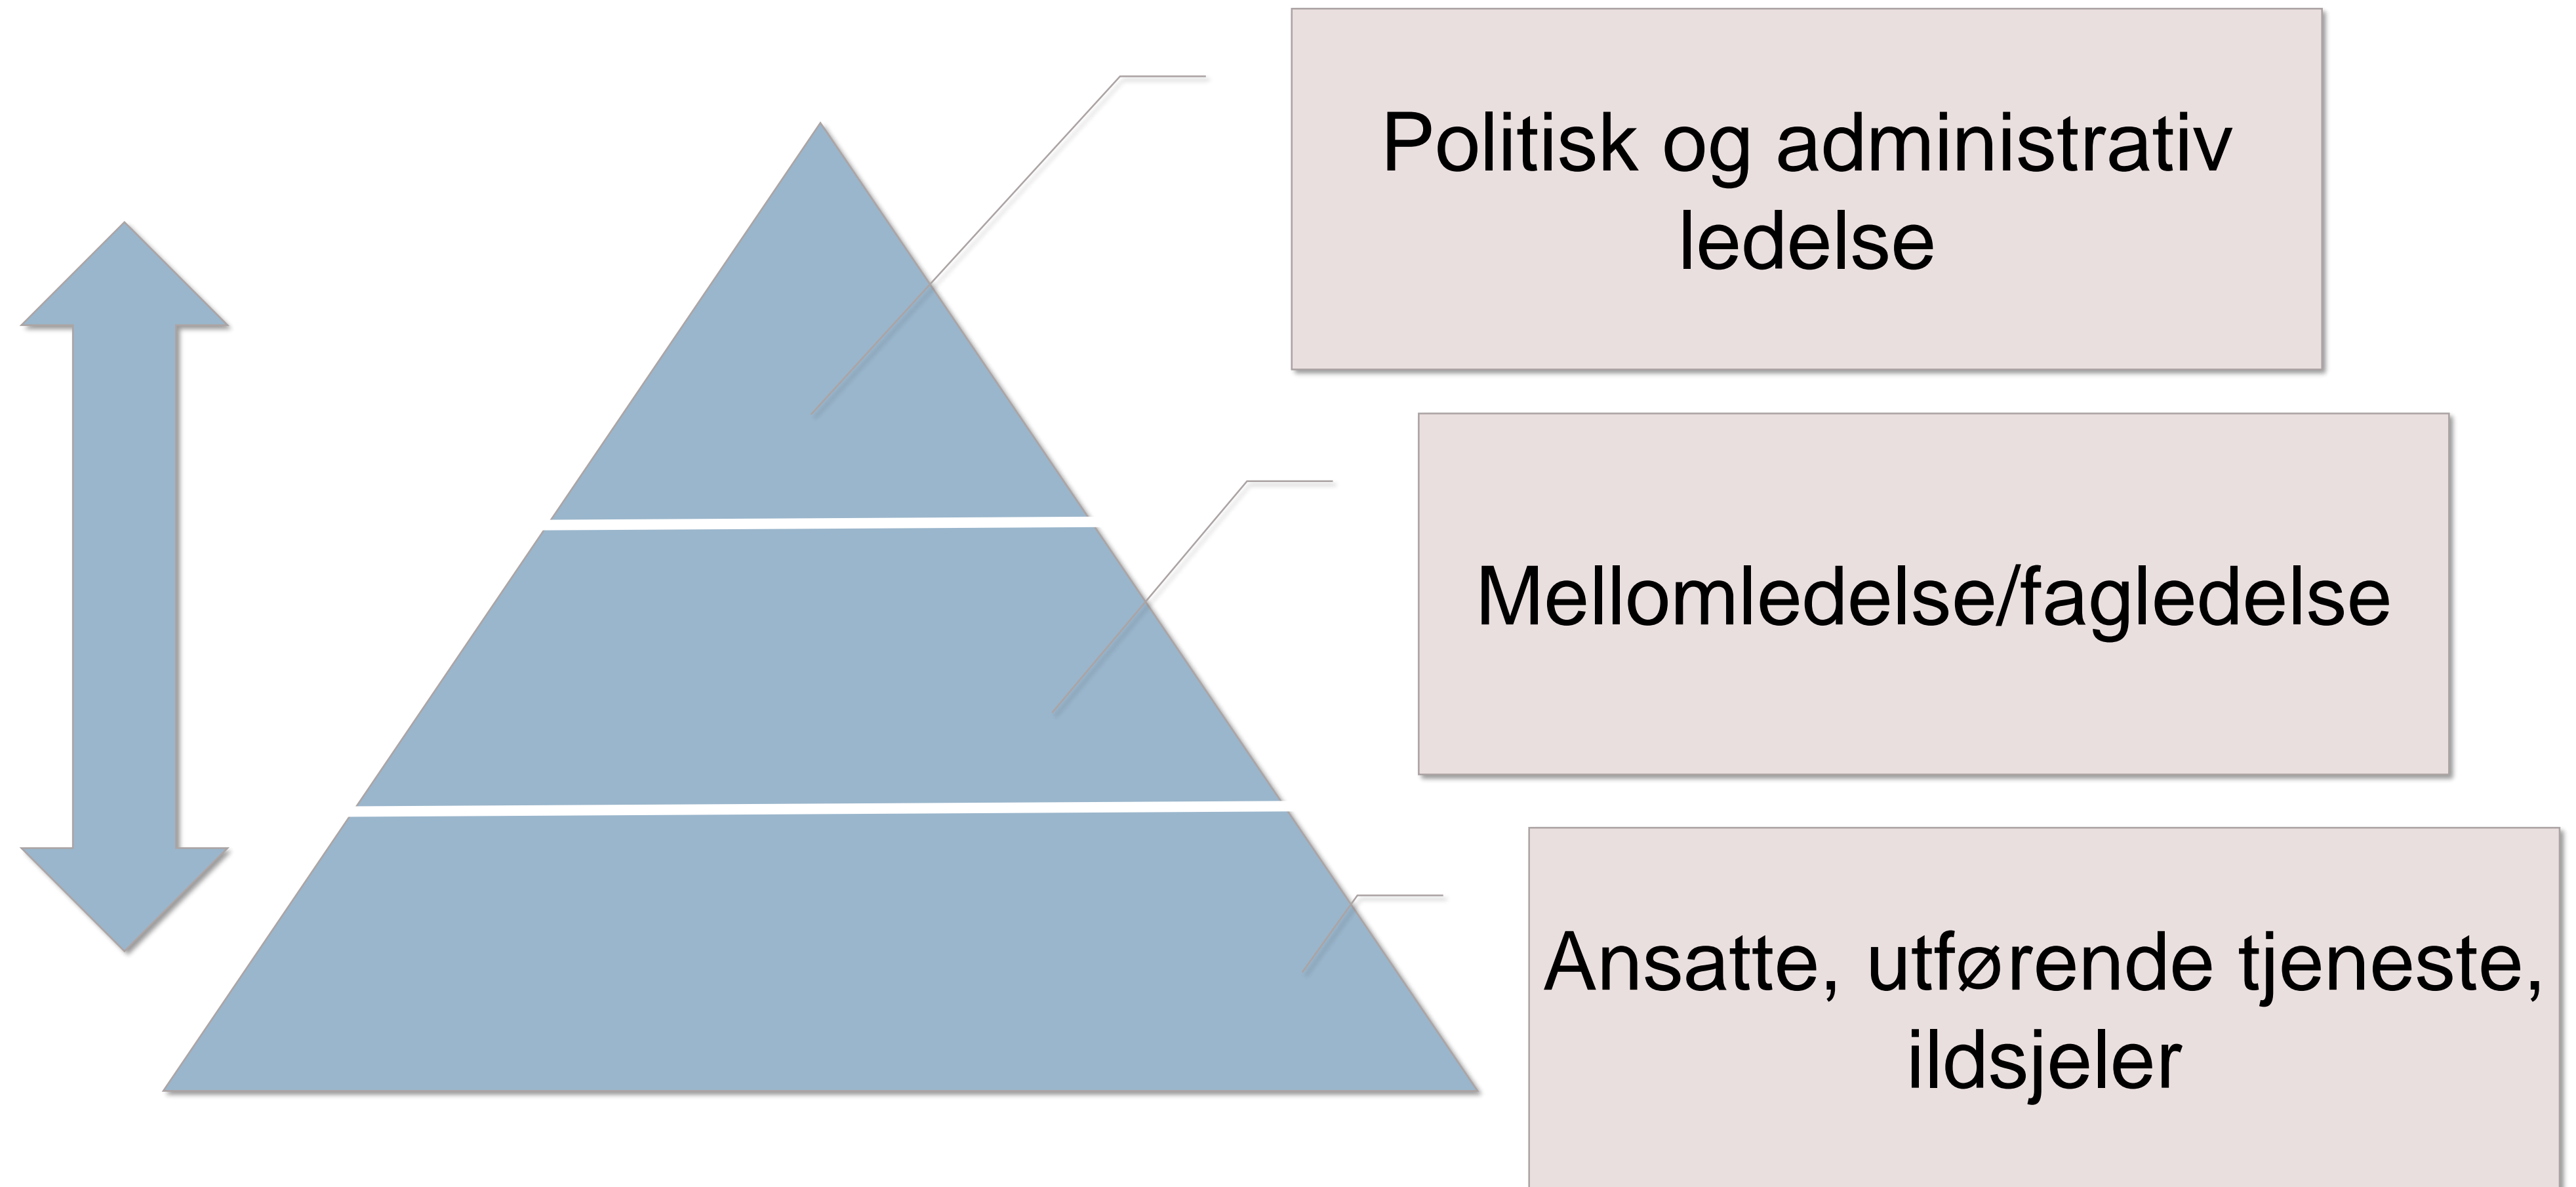 Politisk og administrativ
ledelse
Mellomledelse/fagledelse
Ansatte, utførende tjeneste,
ildsjeler